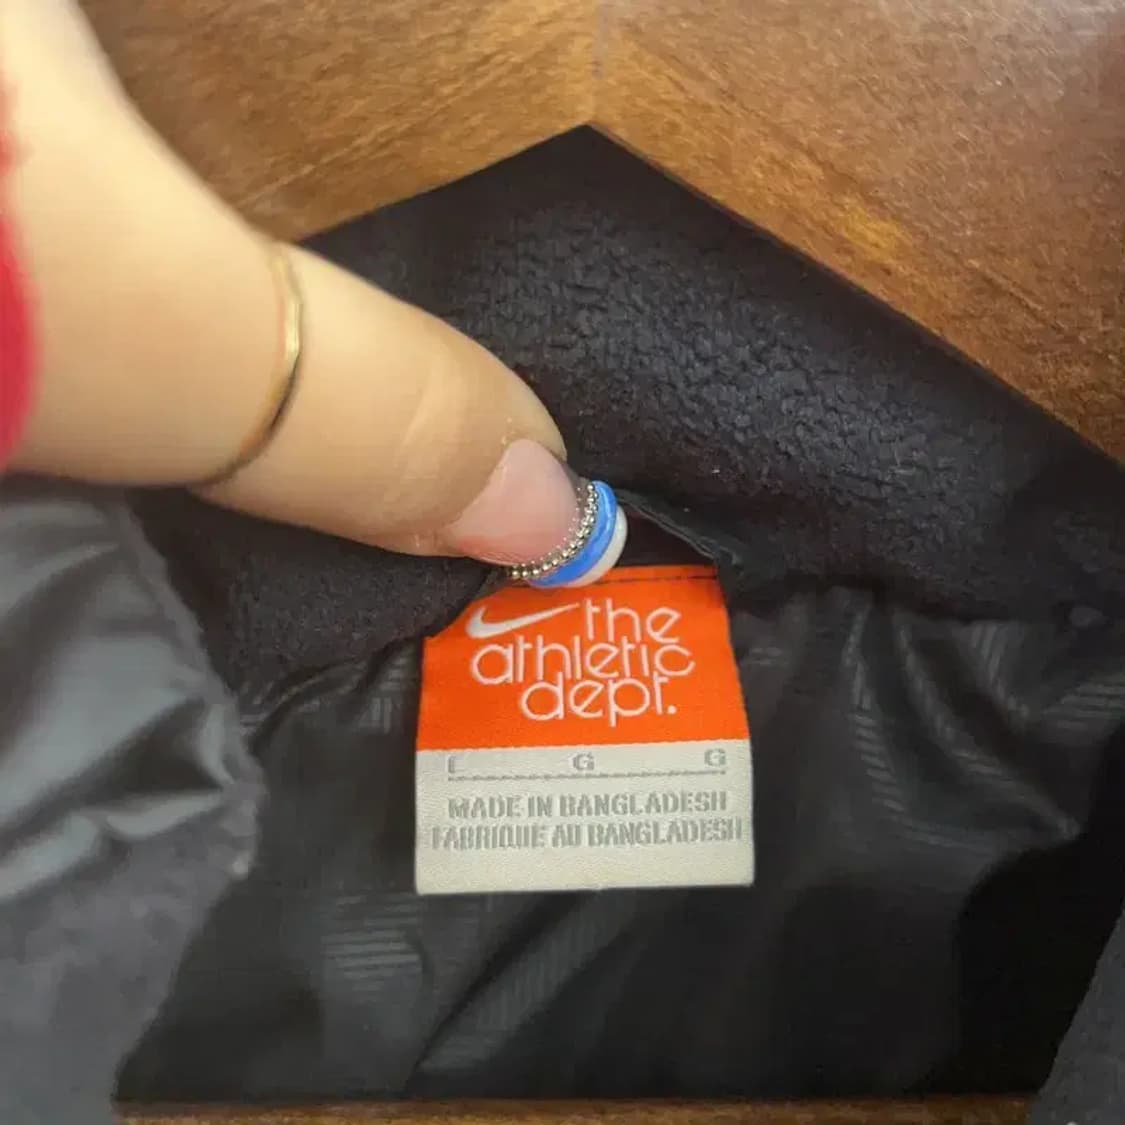 the
athletic
dept.
L G G
MADE IN BANGLADESH
FABRIQUE AU BANGLADESH